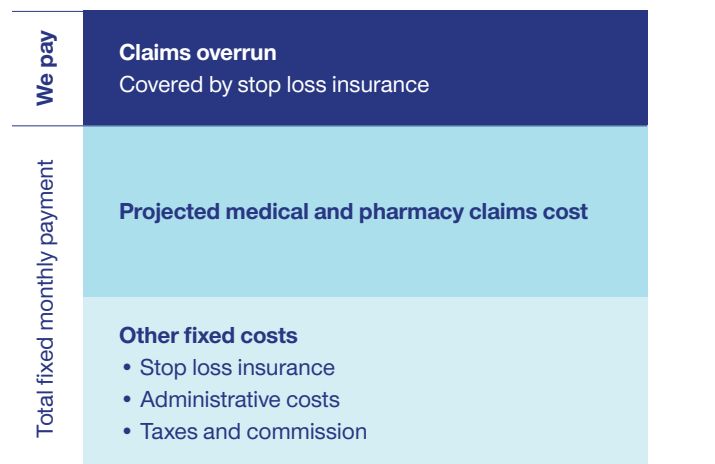 We pay
Claims overrun
Covered by stop loss insurance
Total fixed monthly payment
Projected medical and pharmacy claims cost
Other fixed costs
• Stop loss insurance
• Administrative costs
• Taxes and commission